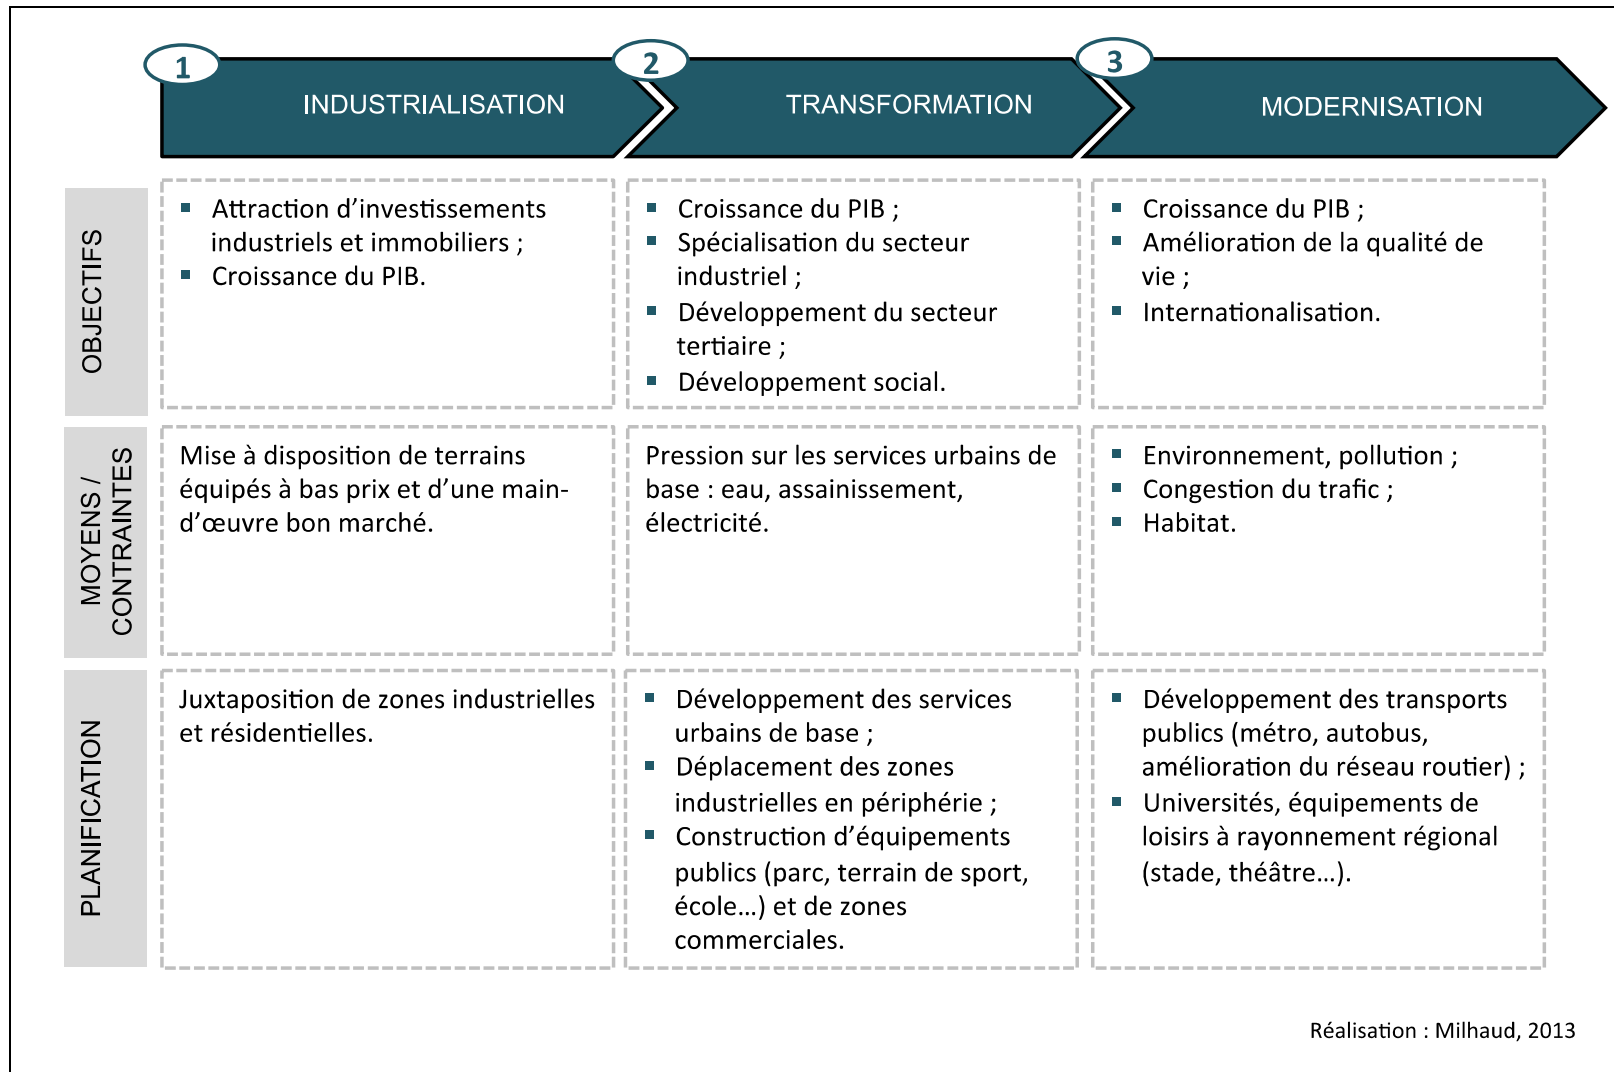 1
INDUSTRIALISATION
2
TRANSFORMATION
3
MODERNISATION
OBJECTIFS
▪ Attraction d’investissements
industriels et immobiliers ;
▪ Croissance du PIB.
▪ Croissance du PIB ;
▪ Spécialisation du secteur
industriel ;
▪ Développement du secteur
tertiaire ;
▪ Développement social.
▪ Croissance du PIB ;
▪ Amélioration de la qualité de
vie ;
▪ Internationalisation.
MOYENS /
CONTRAINTES
Mise à disposition de terrains
équipés à bas prix et d’une main-
d’œuvre bon marché.
Pression sur les services urbains de
base : eau, assainissement,
électricité.
▪ Environnement, pollution ;
▪ Congestion du trafic ;
▪ Habitat.
PLANIFICATION
Juxtaposition de zones industrielles
et résidentielles.
▪ Développement des services
urbains de base ;
▪ Déplacement des zones
industrielles en périphérie ;
▪ Construction d’équipements
publics (parc, terrain de sport,
école…) et de zones
commerciales.
▪ Développement des transports
publics (métro, autobus,
amélioration du réseau routier) ;
▪ Universités, équipements de
loisirs à rayonnement régional
(stade, théâtre…).
Réalisation : Milhaud, 2013